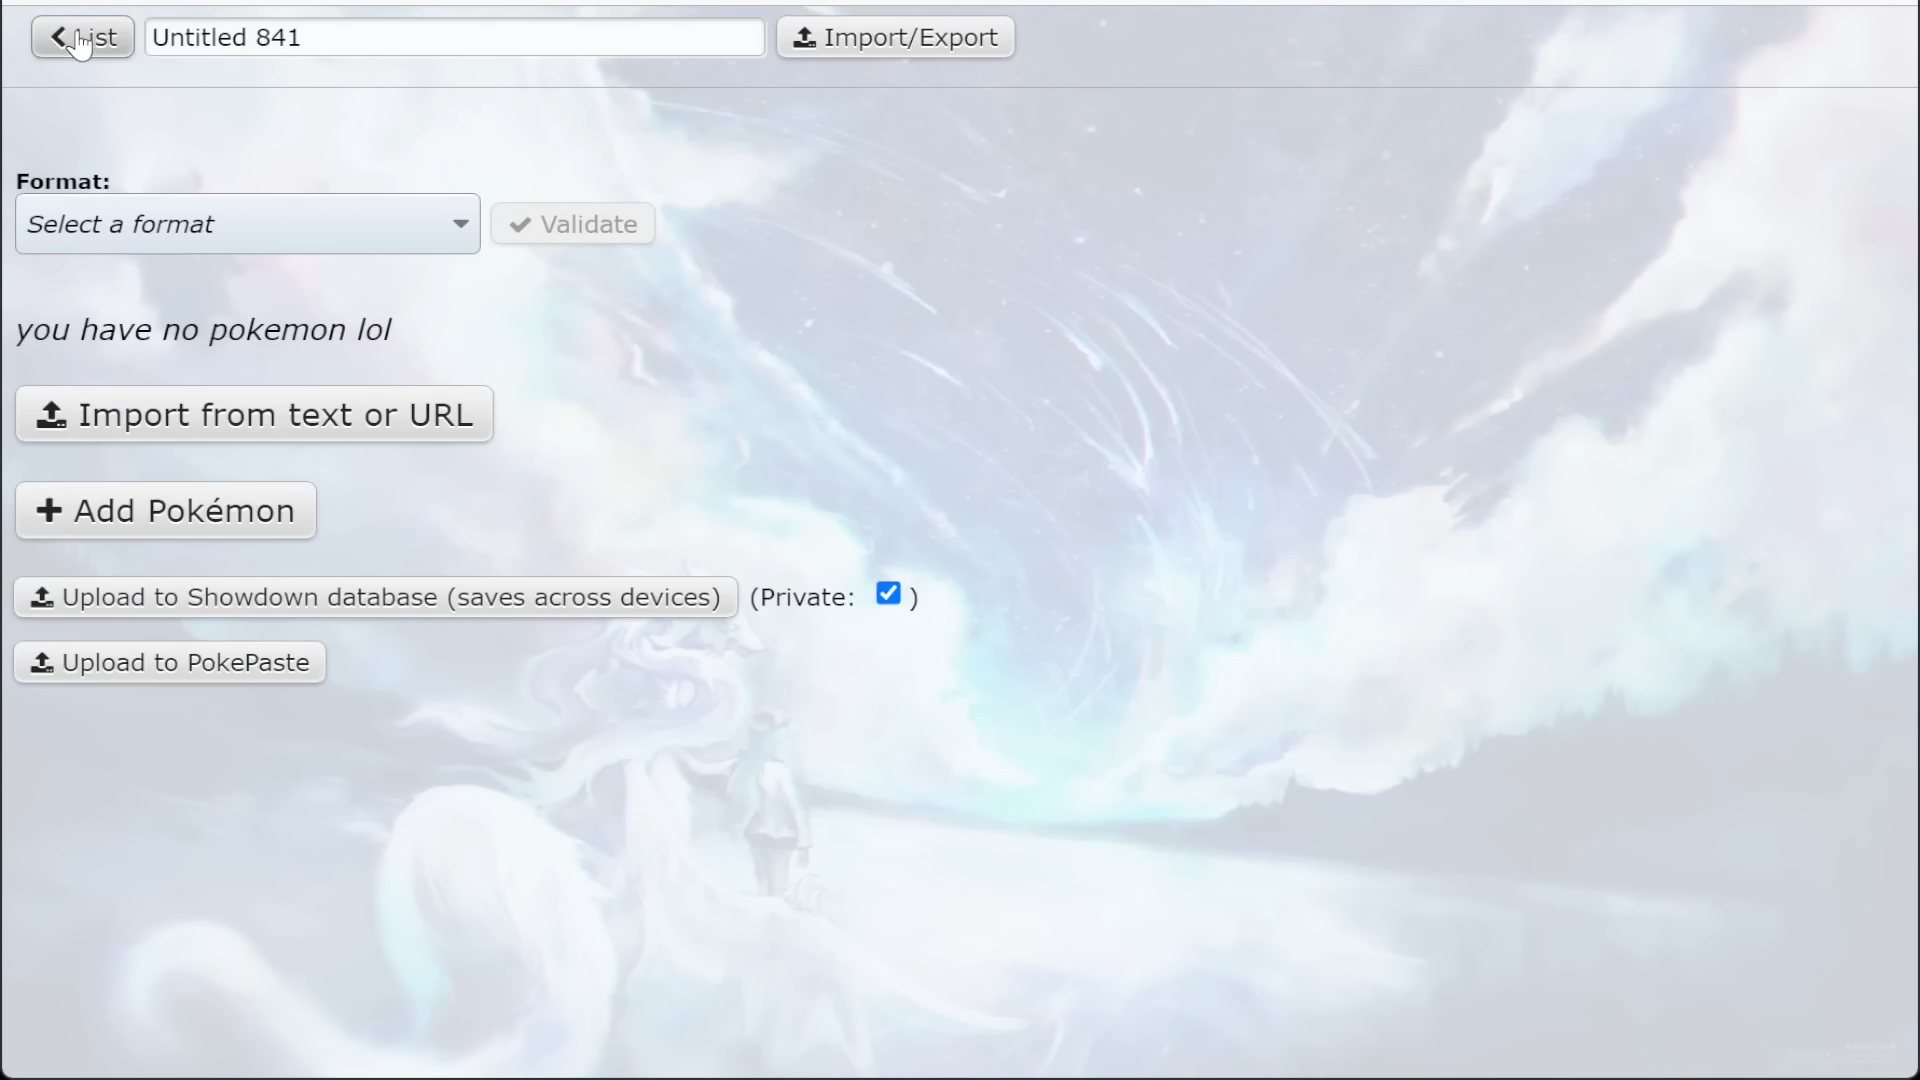 List
Untitled 841
Import/Export
Format:
Select a format
Validate
you have no pokemon lol
Import from text or URL
Add Pokémon
Upload to Showdown database (saves across devices)
(Private: )
Upload to PokePaste